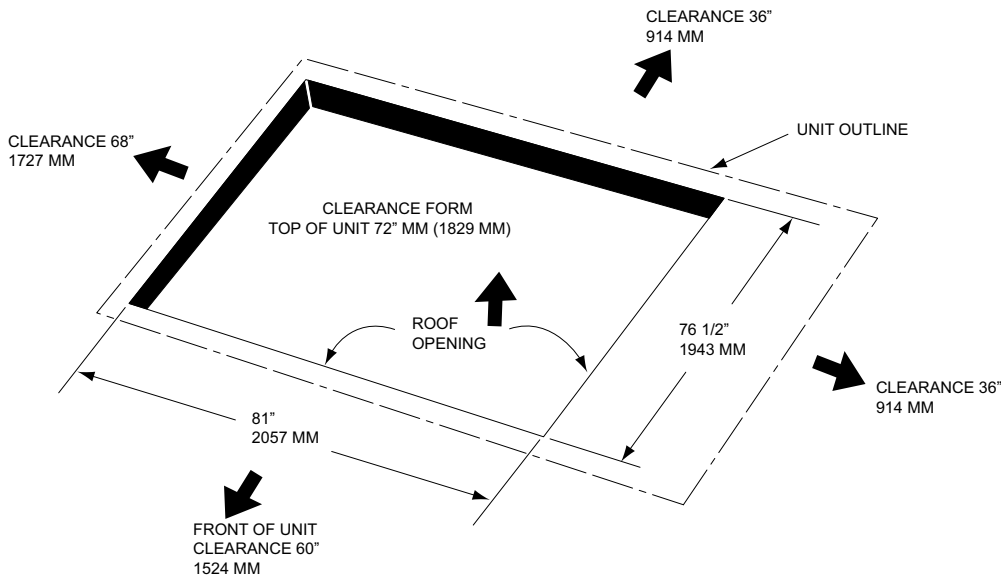 CLEARANCE 36”
914 MM
UNIT OUTLINE
CLEARANCE 68”
1727 MM
CLEARANCE FORM
TOP OF UNIT 72” MM (1829 MM)
ROOF
OPENING
76 1/2”
1943 MM
CLEARANCE 36”
914 MM
81”
2057 MM
FRONT OF UNIT
CLEARANCE 60”
1524 MM